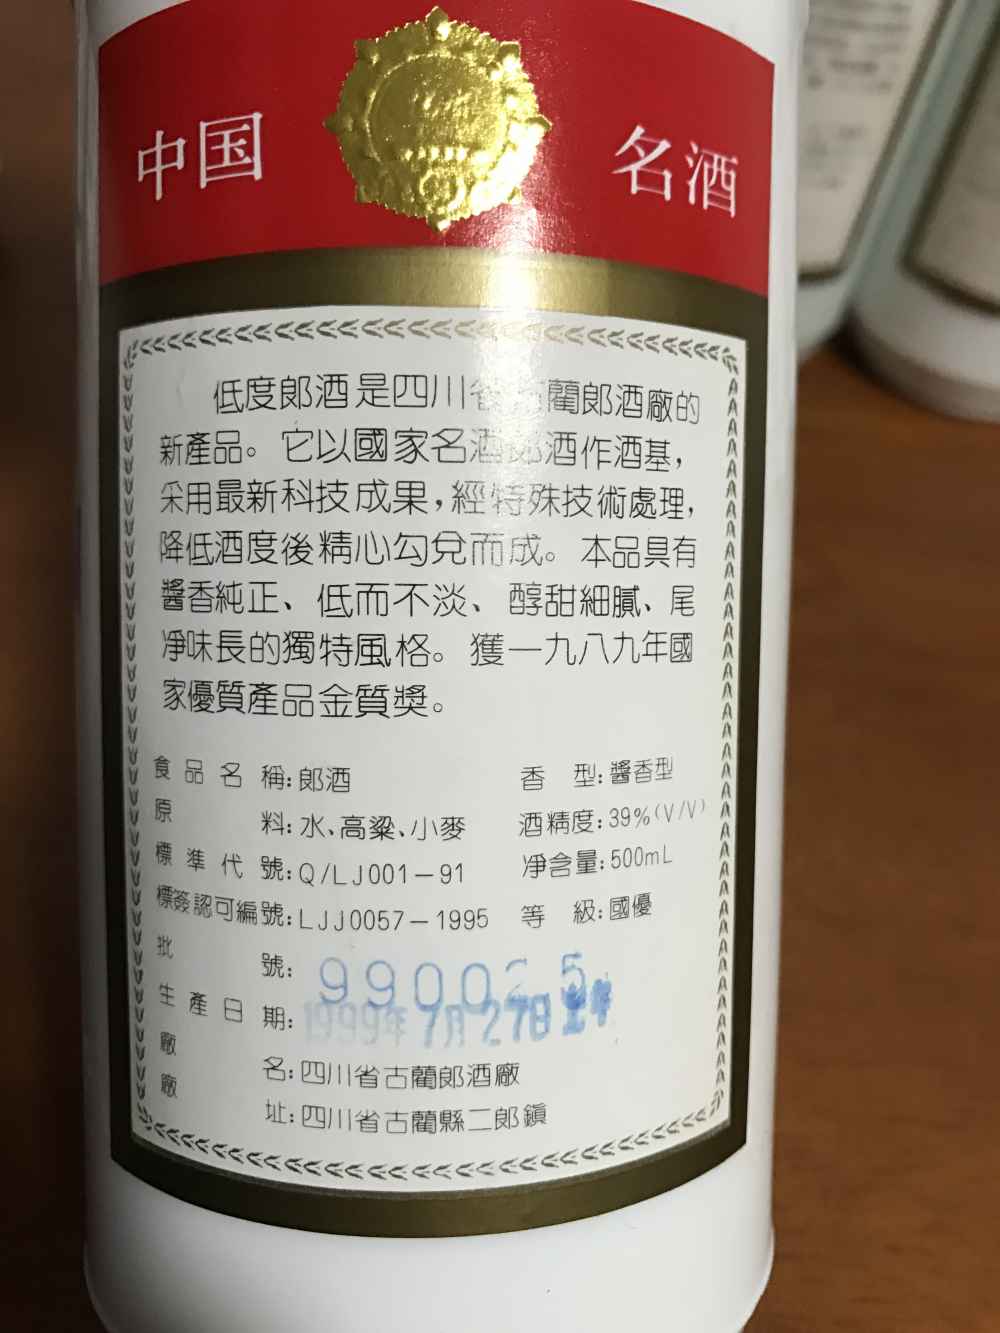 中国 名酒
低度郎酒是四川省古藺郎酒廠的
新產品。它以國家名酒郎酒作酒基，
采用最新科技成果，經特殊技術處理，
降低酒度後精心勾兌而成。本品具有
醬香純正、低而不淡、醇甜細膩、尾
凈味長的獨特風格。獲一九八九年國
家優質產品金質獎。
食品名稱：郎酒 香型：醬香型
原料：水、高粱、小麥 酒精度：39%(V/V)
標準代號：Q/LJ001－91 凈含量：500mL
標簽認可編號：LJJ0057－1995 等級：國優
批號： 9900 5
生產日期：1999年7月27日
廠名：四川省古藺郎酒廠
廠址：四川省古藺縣二郎鎮